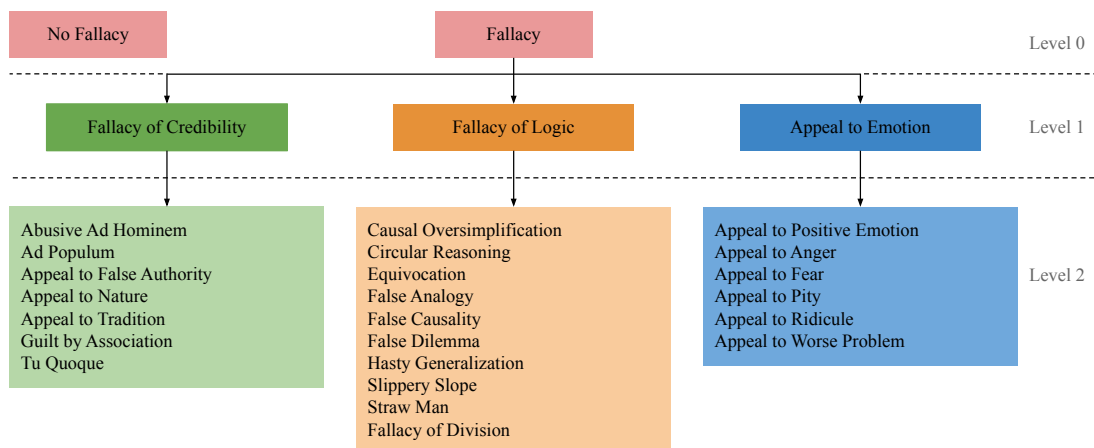 No Fallacy
Fallacy
Level 0
Fallacy of Credibility
Fallacy of Logic
Appeal to Emotion
Level 1
Abusive Ad Hominem
Ad Populum
Appeal to False Authority
Appeal to Nature
Appeal to Tradition
Guilt by Association
Tu Quoque
Causal Oversimplification
Circular Reasoning
Equivocation
False Analogy
False Causality
False Dilemma
Hasty Generalization
Slippery Slope
Straw Man
Fallacy of Division
Appeal to Positive Emotion
Appeal to Anger
Appeal to Fear
Appeal to Pity
Appeal to Ridicule
Appeal to Worse Problem
Level 2